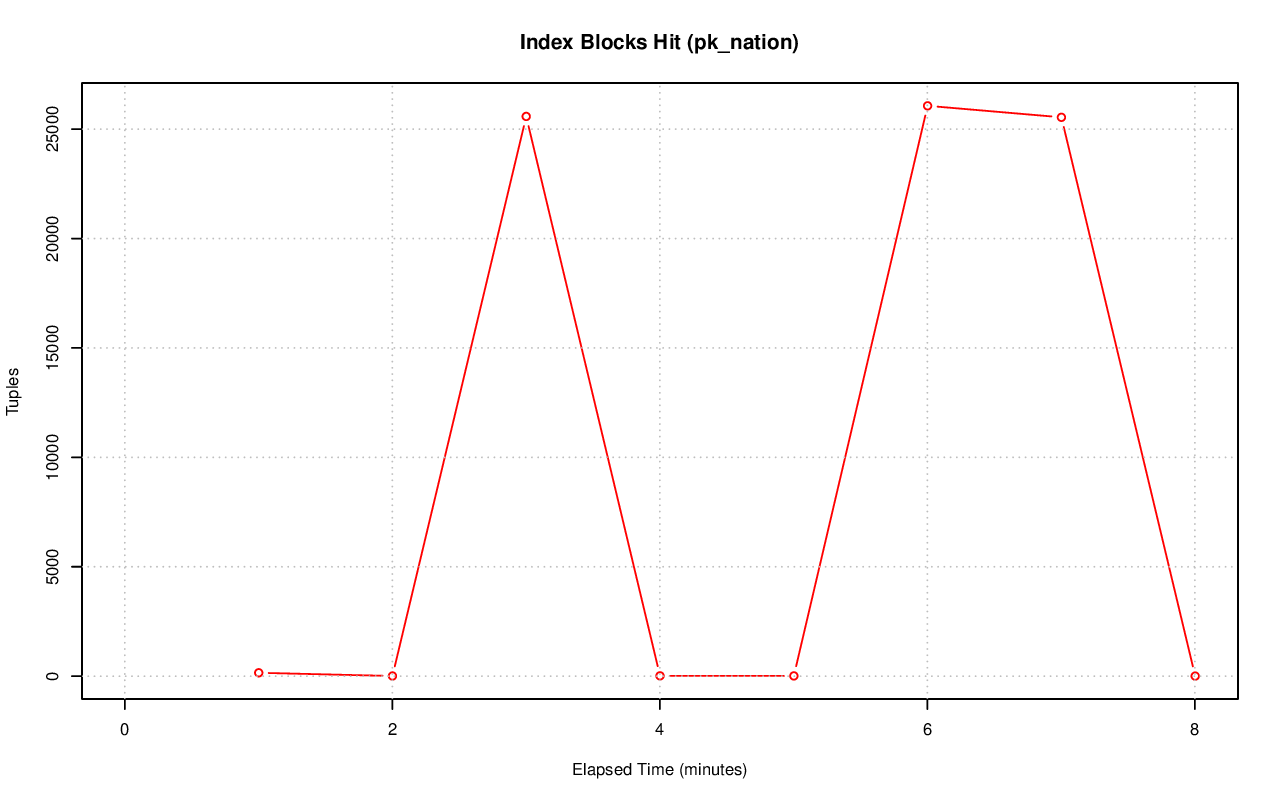 Index Blocks Hit (pk_nation)
Tuples
25000
20000
15000
10000
5000
0
0 2 4 6 8
Elapsed Time (minutes)